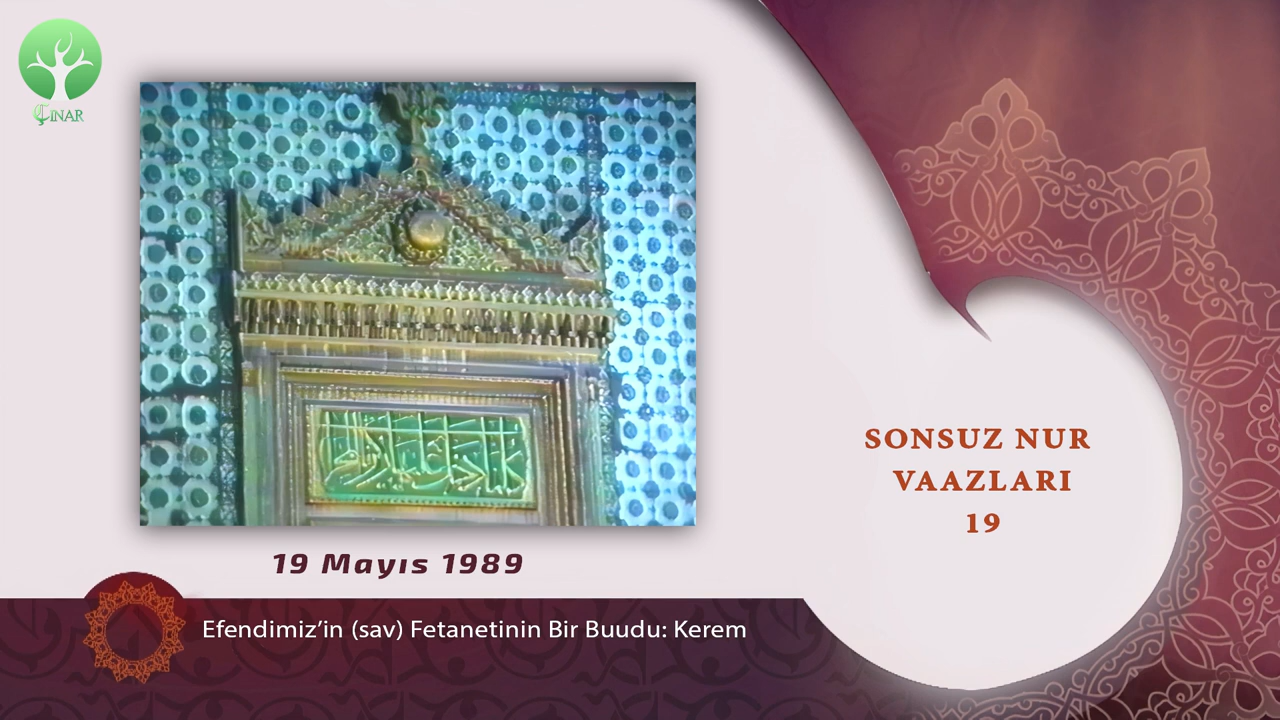 ÇINAR
19 Mayıs 1989
Efendimiz’in (sav) Fetanetinin Bir Buudu: Kerem
SONSUZ NUR
VAAZLARI
19